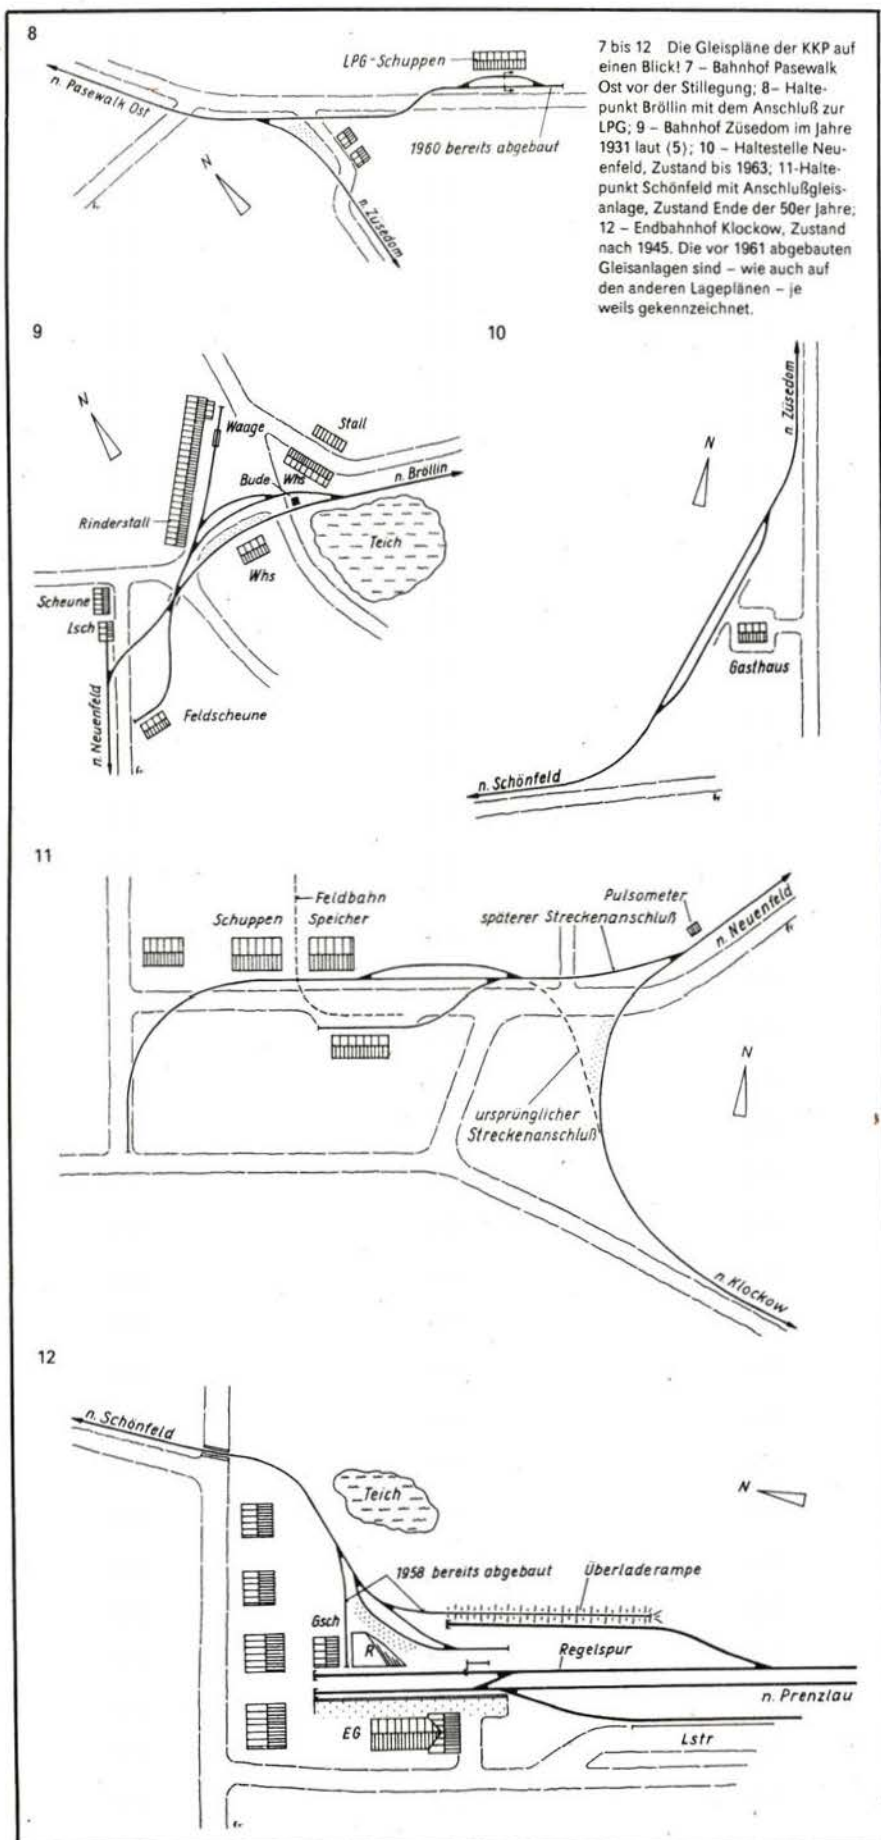 8
7 bis 12 Die Gleispläne der KKP auf
einen Blick! 7 – Bahnhof Pasewalk
Ost vor der Stillegung; 8– Halte-
punkt Bröllin mit dem Anschluß zur
LPG; 9 – Bahnhof Züsedom im Jahre
1931 laut (5); 10 – Haltestelle Neu-
enfeld, Zustand bis 1963; 11-Halte-
punkt Schönfeld mit Anschlußgleis-
anlage, Zustand Ende der 50er Jahre;
12 – Endbahnhof Klockow, Zustand
nach 1945. Die vor 1961 abgebauten
Gleisanlagen sind – wie auch auf
den anderen Lageplänen – je
weils gekennzeichnet.
n. Pasewalk Ost
LPG-Schuppen
1960 bereits abgebaut
N
n. Züsedom
9
N
Waage
Stall
Bude
Whs
n. Bröllin
Rinderstall
Teich
Whs
Scheune
Lsch
Feldscheune
n. Neuenfeld
10
n. Züsedom
N
Gasthaus
n. Schönfeld
11
Feldbahn
Schuppen
Speicher
Pulsometer
späterer Streckenanschluß
n. Neuenfeld
N
ursprünglicher
Streckenanschluß
n. Klockow
12
n. Schönfeld
Teich
N
1958 bereits abgebaut
Überladerampe
Gsch
R
Regelspur
n. Prenzlau
EG
Lstr